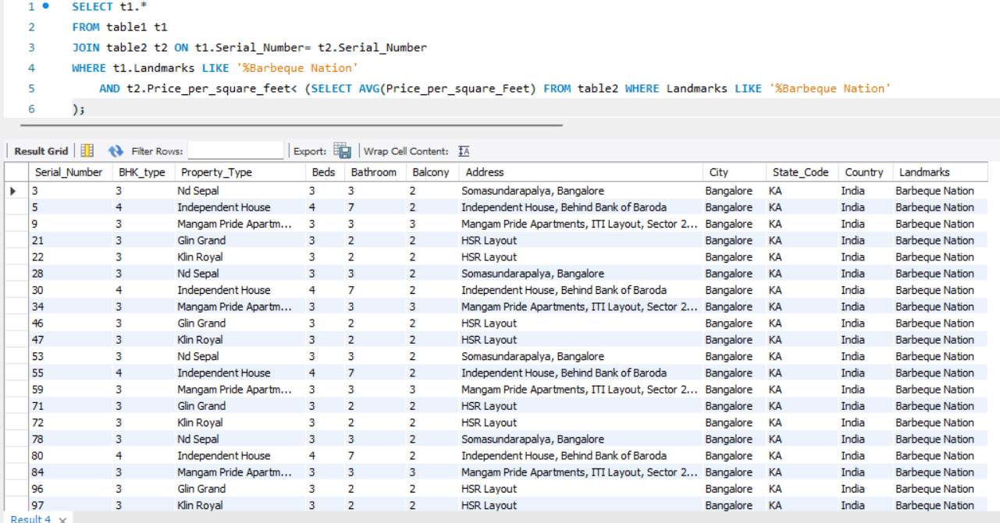 1 SELECT t1.*
2 FROM table1 t1
3 JOIN table2 t2 ON t1.Serial_Number= t2.Serial_Number
4 WHERE t1.Landmarks LIKE '%Barbeque Nation'
5 AND t2.Price_per_square_feet< (SELECT AVG(Price_per_square_Feet) FROM table2 WHERE Landmarks LIKE '%Barbeque Nation'
6 );
Result Grid Filter Rows: Export: Wrap Cell Content: IA
Serial_Number BHK_type Property_Type Beds Bathroom Balcony Address City State_Code Country Landmarks
3 3 Nd Sepal 3 3 2 Somasundarapalya, Bangalore Bangalore KA India Barbeque Nation
5 4 Independent House 4 7 2 Independent House, Behind Bank of Baroda Bangalore KA India Barbeque Nation
9 3 Mangam Pride Apartm... 3 3 3 Mangam Pride Apartments, ITI Layout, Sector 2... Bangalore KA India Barbeque Nation
21 3 Glin Grand 3 2 2 HSR Layout Bangalore KA India Barbeque Nation
22 3 Klin Royal 3 2 2 HSR Layout Bangalore KA India Barbeque Nation
28 3 Nd Sepal 3 3 2 Somasundarapalya, Bangalore Bangalore KA India Barbeque Nation
30 4 Independent House 4 7 2 Independent House, Behind Bank of Baroda Bangalore KA India Barbeque Nation
34 3 Mangam Pride Apartm... 3 3 3 Mangam Pride Apartments, ITI Layout, Sector 2... Bangalore KA India Barbeque Nation
46 3 Glin Grand 3 2 2 HSR Layout Bangalore KA India Barbeque Nation
47 3 Klin Royal 3 2 2 HSR Layout Bangalore KA India Barbeque Nation
53 3 Nd Sepal 3 3 2 Somasundarapalya, Bangalore Bangalore KA India Barbeque Nation
55 4 Independent House 4 7 2 Independent House, Behind Bank of Baroda Bangalore KA India Barbeque Nation
59 3 Mangam Pride Apartm... 3 3 3 Mangam Pride Apartments, ITI Layout, Sector 2... Bangalore KA India Barbeque Nation
71 3 Glin Grand 3 2 2 HSR Layout Bangalore KA India Barbeque Nation
72 3 Klin Royal 3 2 2 HSR Layout Bangalore KA India Barbeque Nation
78 3 Nd Sepal 3 3 2 Somasundarapalya, Bangalore Bangalore KA India Barbeque Nation
80 4 Independent House 4 7 2 Independent House, Behind Bank of Baroda Bangalore KA India Barbeque Nation
84 3 Mangam Pride Apartm... 3 3 3 Mangam Pride Apartments, ITI Layout, Sector 2... Bangalore KA India Barbeque Nation
96 3 Glin Grand 3 2 2 HSR Layout Bangalore KA India Barbeque Nation
97 3 Klin Royal 3 2 2 HSR Layout Bangalore KA India Barbeque Nation
Result 4